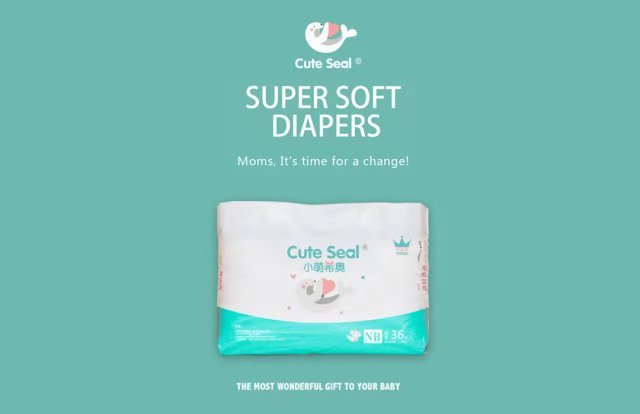 Cute Seal ®
SUPER SOFT
DIAPERS
Moms, It's time for a change!
Cute Seal ®
小萌希奥
NB 36
THE MOST WONDERFUL GIFT TO YOUR BABY